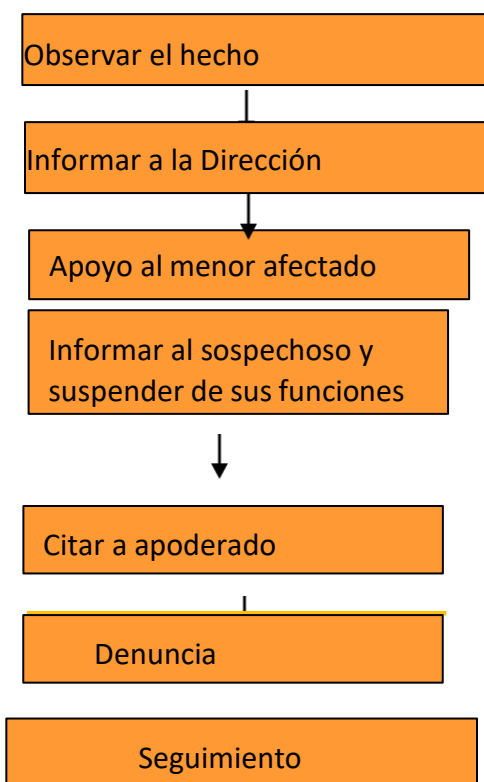 Observar el hecho
Informar a la Dirección
Apoyo al menor afectado
Informar al sospechoso y
suspender de sus funciones
Citar a apoderado
Denuncia
Seguimiento